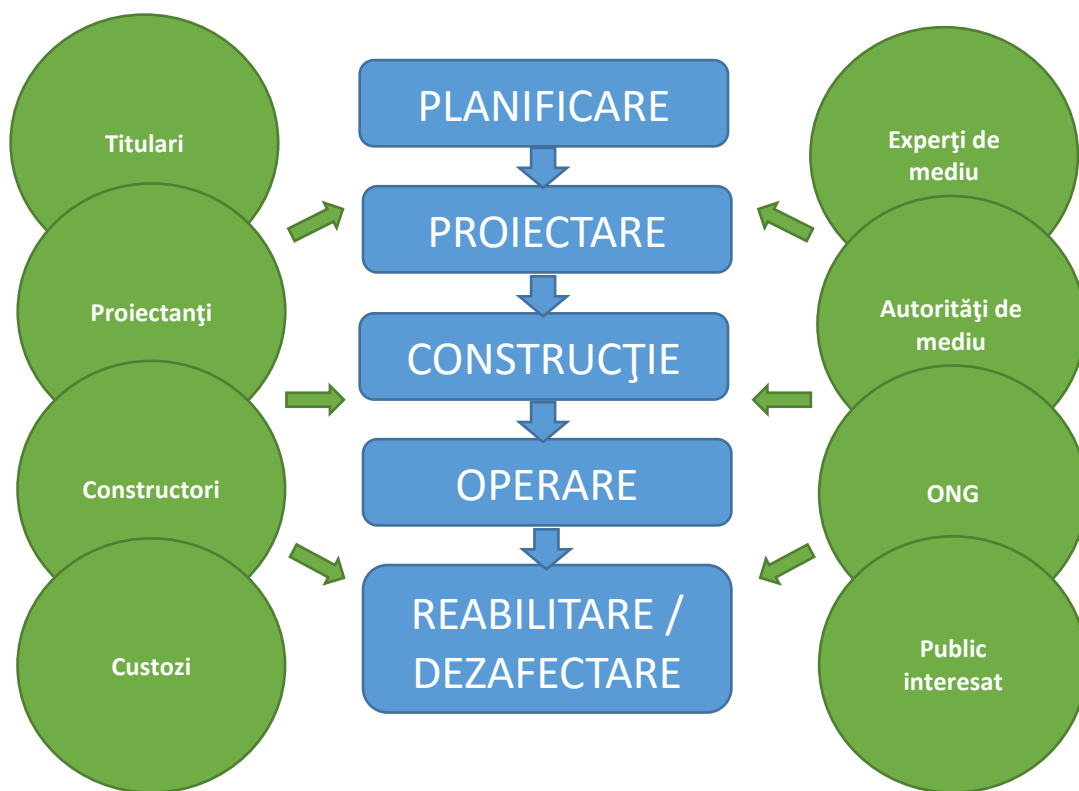 Titulari
Proiectanţi
Constructori
Custozi
PLANIFICARE
PROIECTARE
CONSTRUCŢIE
OPERARE
REABILITARE /
DEZAFECTARE
Experţi de
mediu
Autorităţi de
mediu
ONG
Public
interesat